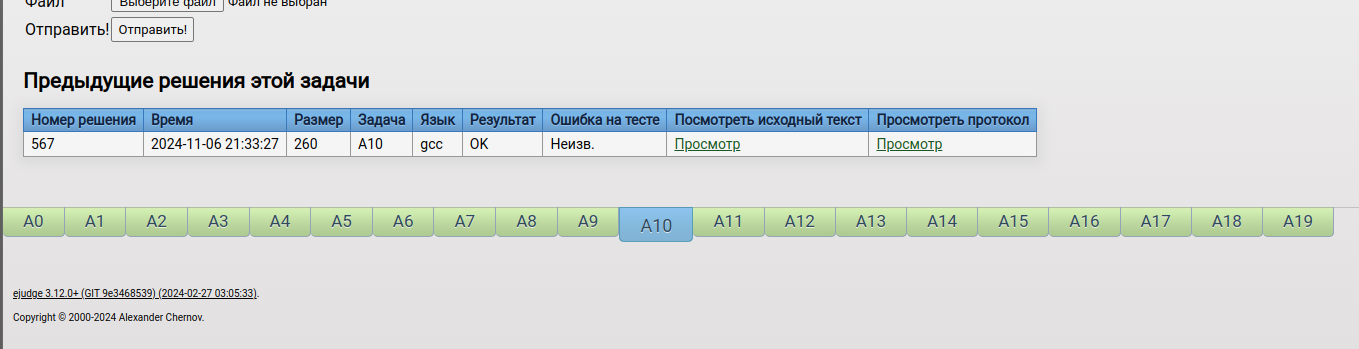 Файл Выберите файл Файл не выбран
Отправить! Отправить!
Предыдущие решения этой задачи
Номер решения Время Размер Задача Язык Результат Ошибка на тесте Посмотреть исходный текст Просмотреть протокол
567 2024-11-06 21:33:27 260 A10 gcc OK Неизв. Просмотр Просмотр
A0 A1 A2 A3 A4 A5 A6 A7 A8 A9 A10 A11 A12 A13 A14 A15 A16 A17 A18 A19
ejudge 3.12.0+ (GIT 9e3468539) (2024-02-27 03:05:33).
Copyright © 2000-2024 Alexander Chernov.